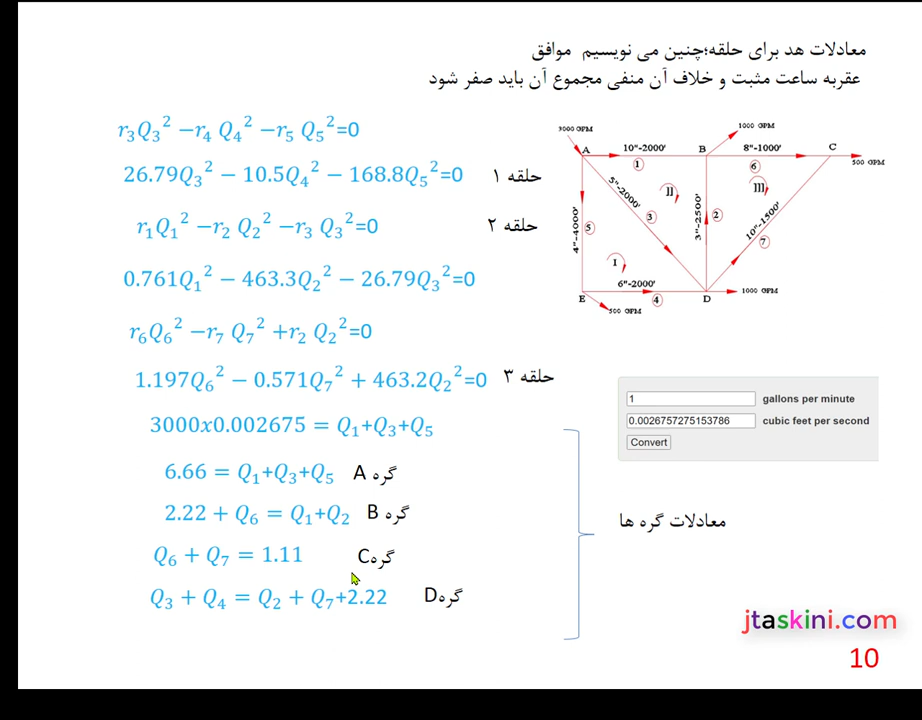 معادلات هد برای حلقه؛چنین می نویسیم موافق
عقربه ساعت مثبت و خلاف آن منفی مجموع آن باید صفر شود
r₃Q₃² −r₄ Q₄² −r₅ Q₅²=0
26.79Q₃² − 10.5Q₄² − 168.8Q₅²=0 حلقه ۱
r₁Q₁² −r₂ Q₂² −r₃ Q₃²=0 حلقه ۲
0.761Q₁² − 463.3Q₂² − 26.79Q₃²=0
r₆Q₆² −r₇ Q₇² +r₂ Q₂²=0
1.197Q₆² − 0.571Q₇² + 463.2Q₂²=0 حلقه ۳
3000x0.002675 = Q₁+Q₃+Q₅
6.66 = Q₁+Q₃+Q₅ گره A
2.22 + Q₆ = Q₁+Q₂ گره B
Q₆ + Q₇ = 1.11 گرهC
Q₃ + Q₄ = Q₂ + Q₇+2.22 گرهD
معادلات گره ها
3000 GPM
1000 GPM
A 10"-2000' B 8"-1000' C
1 6
500 GPM
5"-2000'
II III
4"-4000'
5
3
3"-2500'
2
10"-1500'
7
I
6"-2000'
E 4 D
1000 GPM
500 GPM
1 gallons per minute
0.0026757275153786 cubic feet per second
Convert
jtaskini.com
10